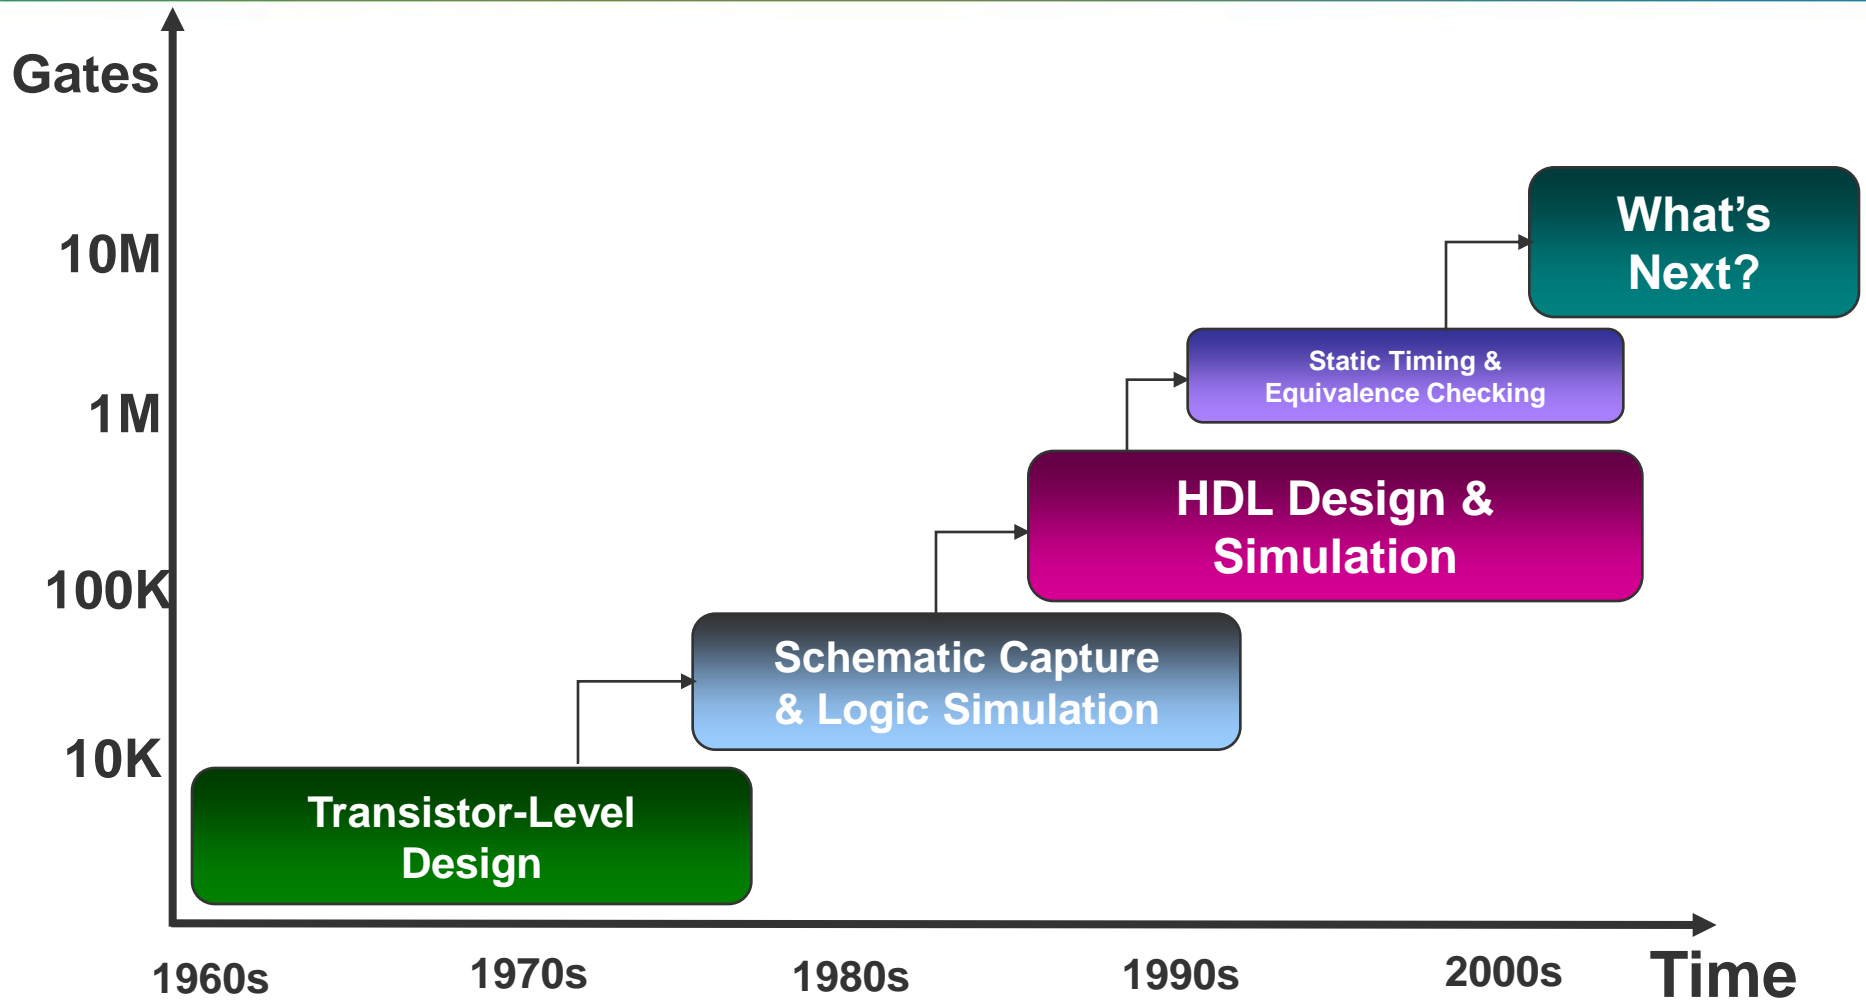 Gates
10M
1M
100K
10K
What’s
Next?
Static Timing &
Equivalence Checking
HDL Design &
Simulation
Schematic Capture
& Logic Simulation
Transistor-Level
Design
1960s
1970s
1980s
1990s
2000s
Time